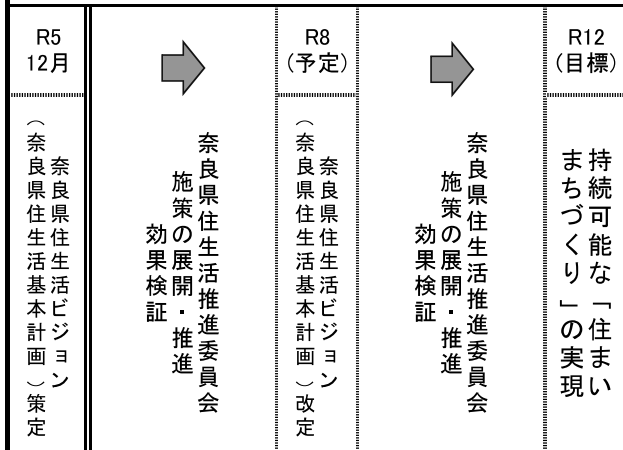 R5
12月
奈良県住生活ビジョン
（奈良県住生活基本計画）策定
奈良県住生活推進委員会
施策の展開・推進
効果検証
R8
（予定）
奈良県住生活ビジョン
（奈良県住生活基本計画）改定
奈良県住生活推進委員会
施策の展開・推進
効果検証
R12
（目標）
持続可能な「住まい
まちづくり」の実現